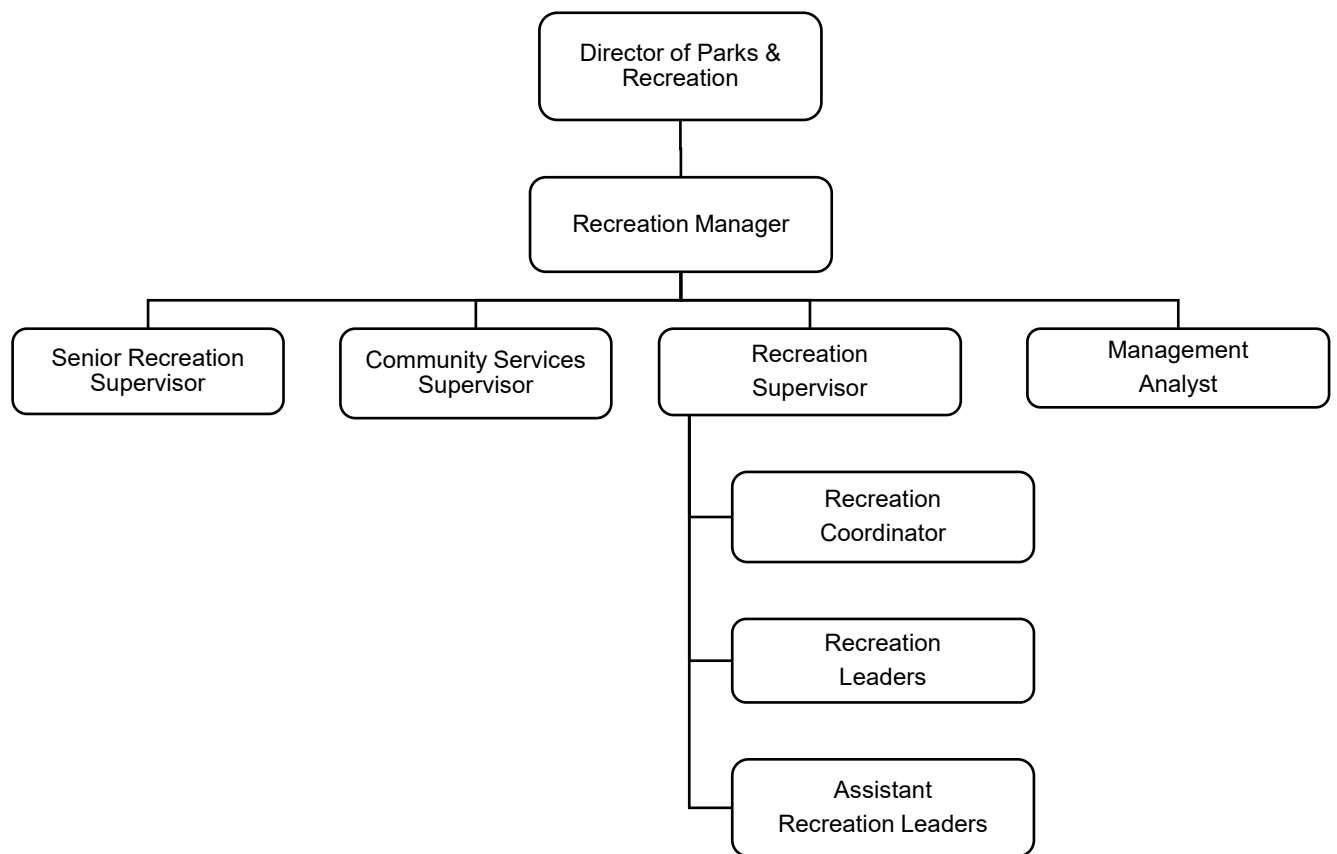 Director of Parks &
Recreation
Recreation Manager
Senior Recreation
Supervisor
Community Services
Supervisor
Recreation
Supervisor
Management
Analyst
Recreation
Coordinator
Recreation
Leaders
Assistant
Recreation Leaders